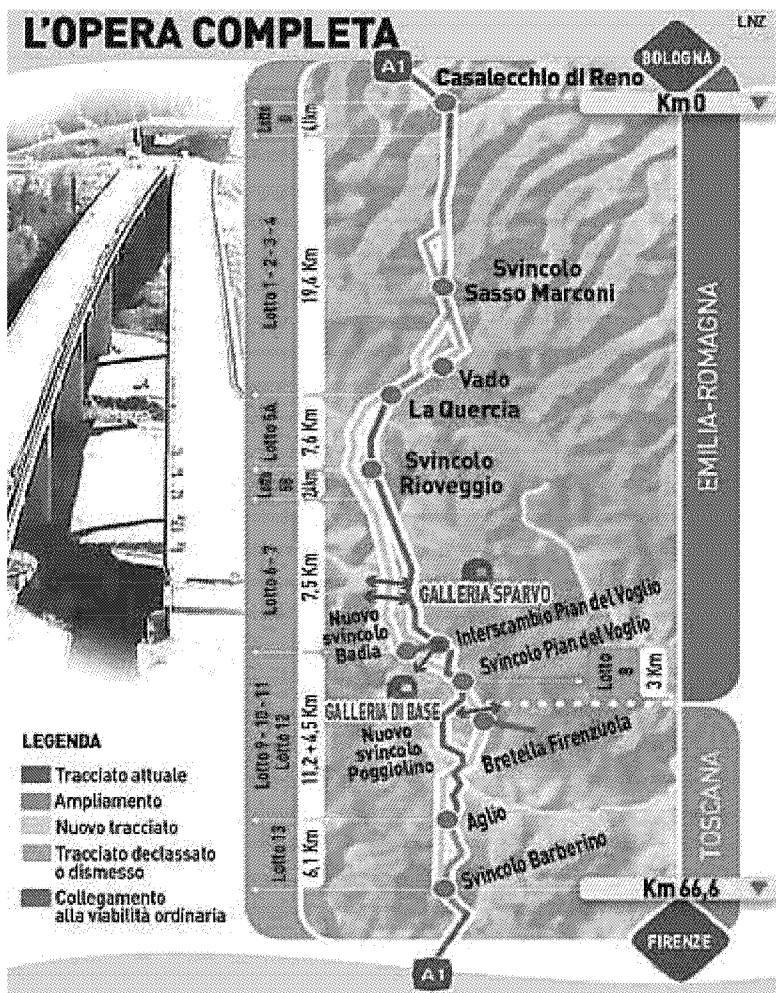 L'OPERA COMPLETA
LNZ
A1
BOLOGNA
Casalecchio di Reno
Km 0
Lotto
Lotto 1 - 2 - 3 - 4
19,4 Km
Svincolo
Sasso Marconi
Vado
La Quercia
Lotto 5A
7,6 Km
Svincolo
Rioveggio
Lotto
5B
EMILIA-ROMAGNA
Lotto 6 - 7
7,5 Km
GALLERIA SPARVO
Nuovo
svincolo
Badia
Interscambio Pian del Voglio
Svincolo Pian del Voglio
Lotto
8
3 Km
GALLERIA DI BASE
Lotto 9 - 10 - 11
Lotto 12
11,2 + 4,5 Km
Nuovo
svincolo
Poggiolino
Bretella Firenzuola
TOSCANA
Aglio
Lotto 13
6,1 Km
Svincolo Barberino
Km 66,6
FIRENZE
A1
LEGENDA
Tracciato attuale
Ampliamento
Nuovo tracciato
Tracciato declassato
o dismesso
Collegamento
alla viabilità ordinaria